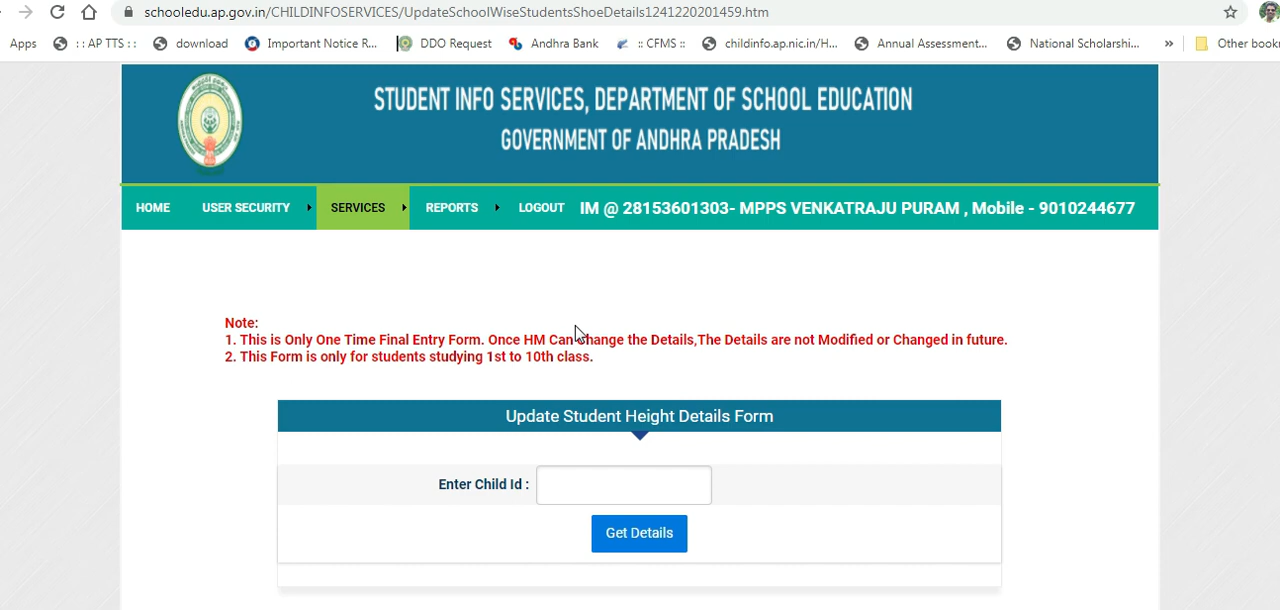 schooledu.ap.gov.in/CHILDINFOSERVICES/UpdateSchoolWiseStudentsShoeDetails1241220201459.htm
Apps : : AP TTS : : download Important Notice R... DDO Request Andhra Bank :: CFMS :: childinfo.ap.nic.in/H... Annual Assessment... National Scholarshi... » Other book
STUDENT INFO SERVICES, DEPARTMENT OF SCHOOL EDUCATION
GOVERNMENT OF ANDHRA PRADESH
HOME USER SECURITY SERVICES REPORTS LOGOUT IM @ 28153601303- MPPS VENKATRAJU PURAM , Mobile - 9010244677
Note:
1. This is Only One Time Final Entry Form. Once HM Can Change the Details,The Details are not Modified or Changed in future.
2. This Form is only for students studying 1st to 10th class.
Update Student Height Details Form
Enter Child Id :
Get Details